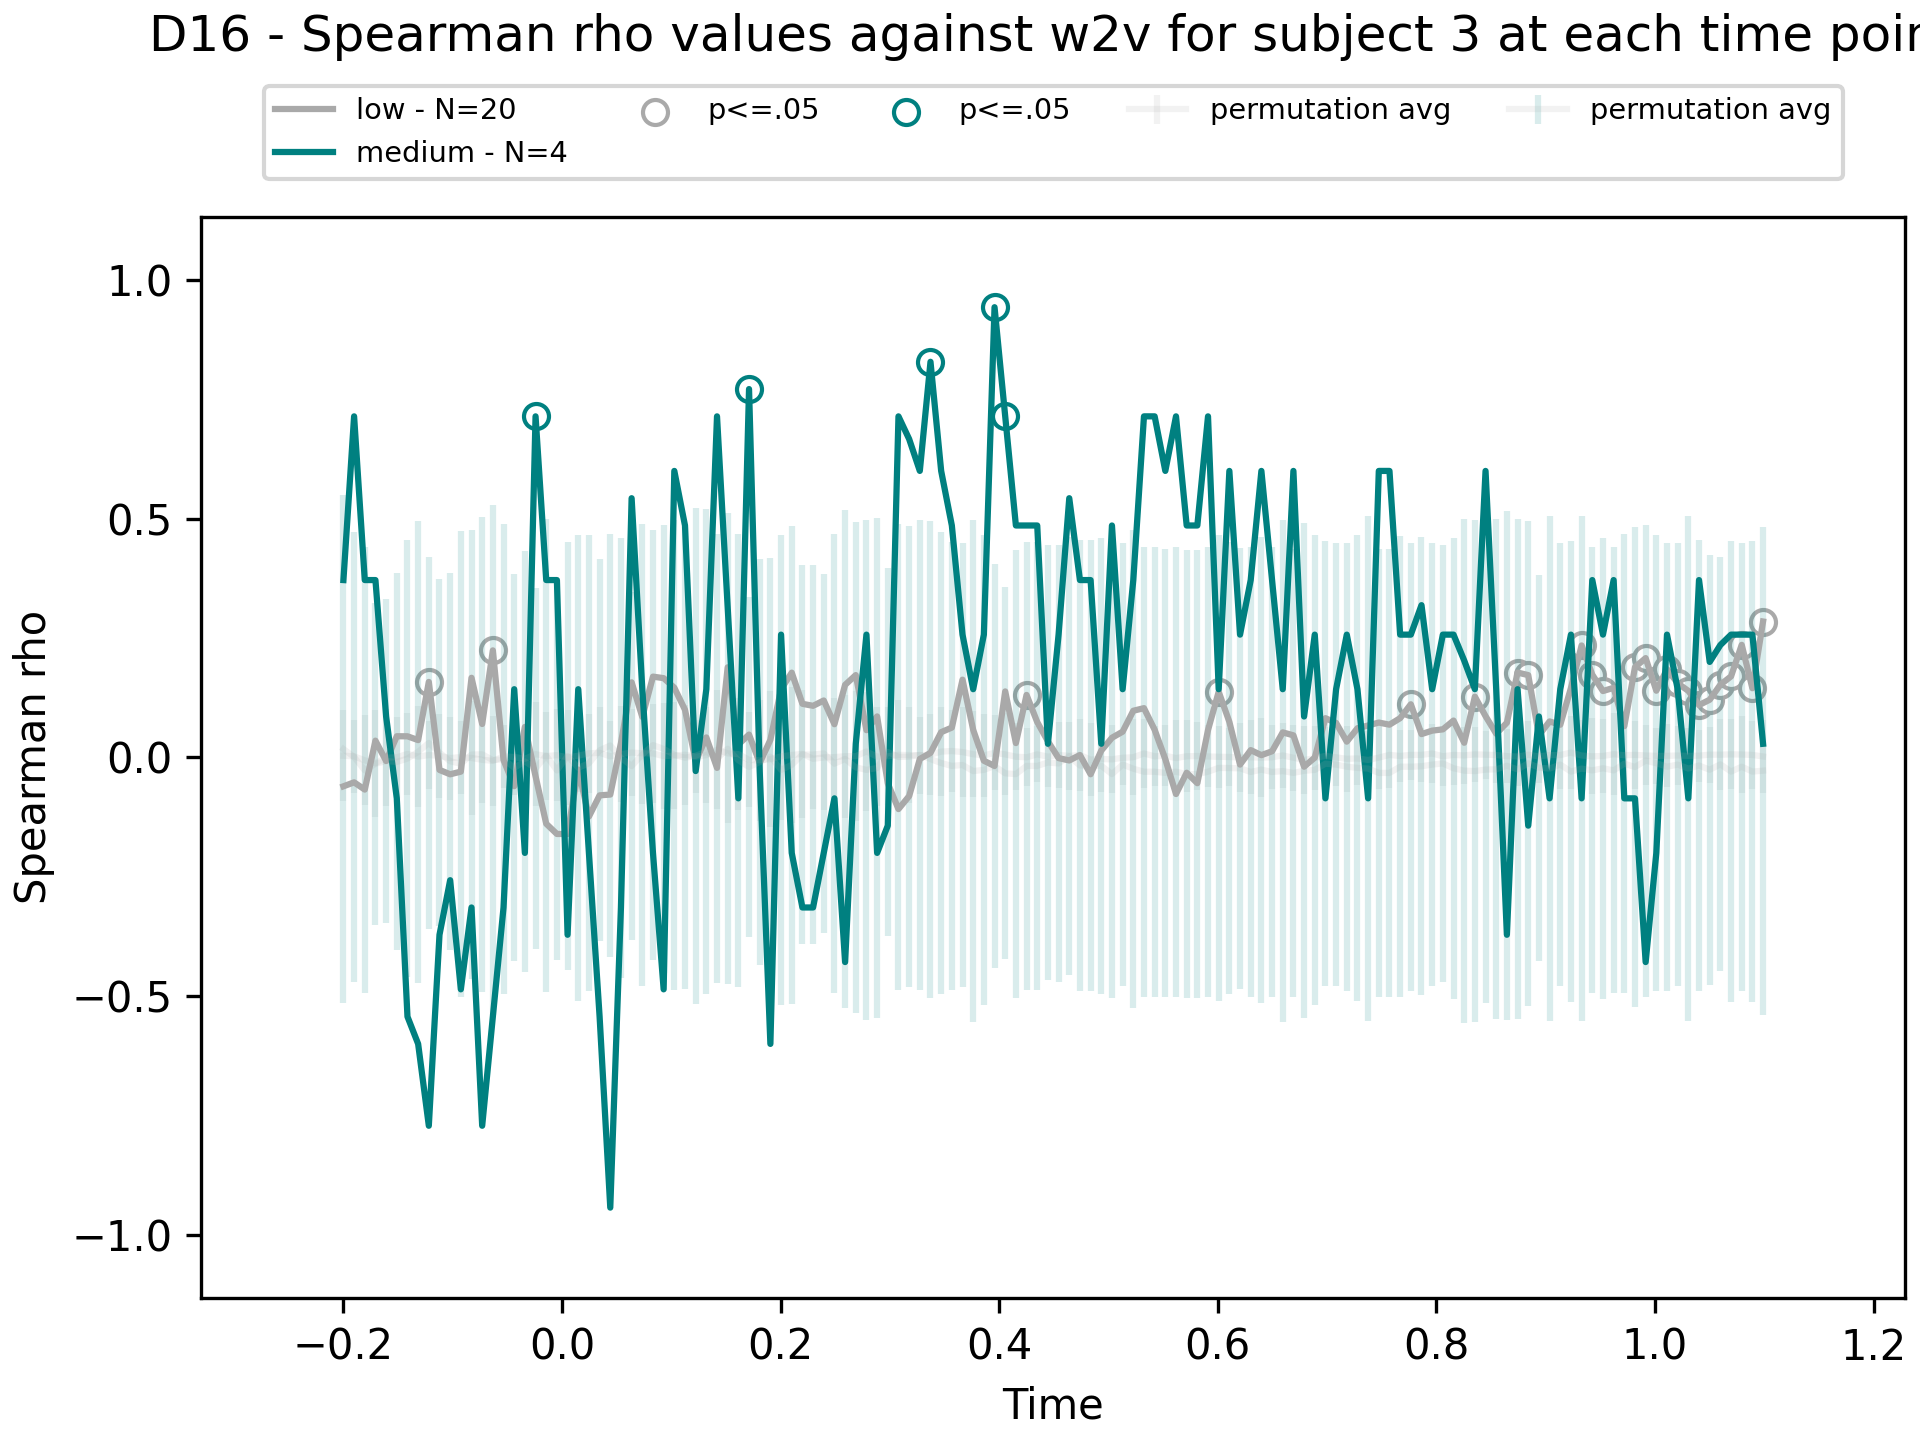 D16 - Spearman rho values against w2v for subject 3 at each time poin
low - N=20 p<=.05 p<=.05 permutation avg permutation avg
medium - N=4
1.0
0.5
0.0
−0.5
−1.0
Spearman rho
−0.2 0.0 0.2 0.4 0.6 0.8 1.0 1.2
Time